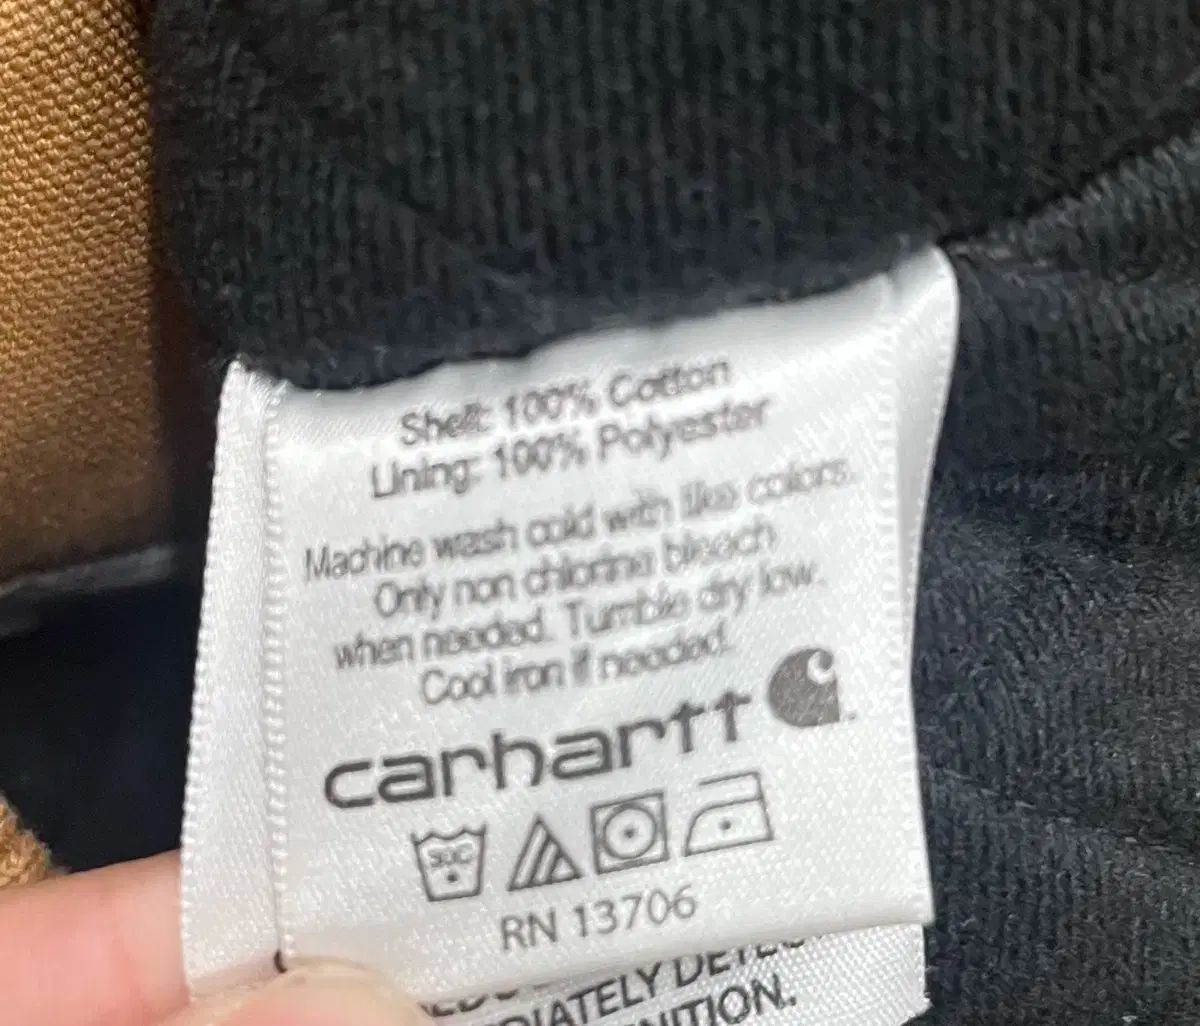 Shell: 100% Cotton
Lining: 100% Polyester
Machine wash cold with like colors.
Only non chlorine bleach
when needed. Tumble dry low.
Cool iron if needed.
carhartt
30C
RN 13706